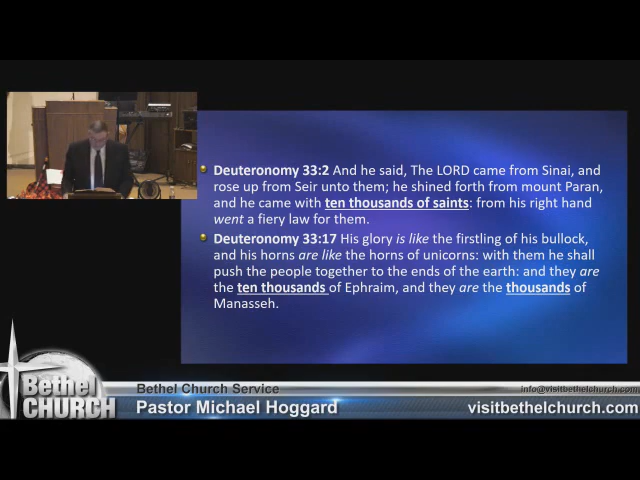 Deuteronomy 33:2 And he said, The LORD came from Sinai, and
rose up from Seir unto them; he shined forth from mount Paran,
and he came with ten thousands of saints: from his right hand
went a fiery law for them.
Deuteronomy 33:17 His glory is like the firstling of his bullock,
and his horns are like the horns of unicorns: with them he shall
push the people together to the ends of the earth: and they are
the ten thousands of Ephraim, and they are the thousands of
Manasseh.
Bethel
CHURCH
Bethel Church Service
info@visitbethelchurch.com
Pastor Michael Hoggard
visitbethelchurch.com